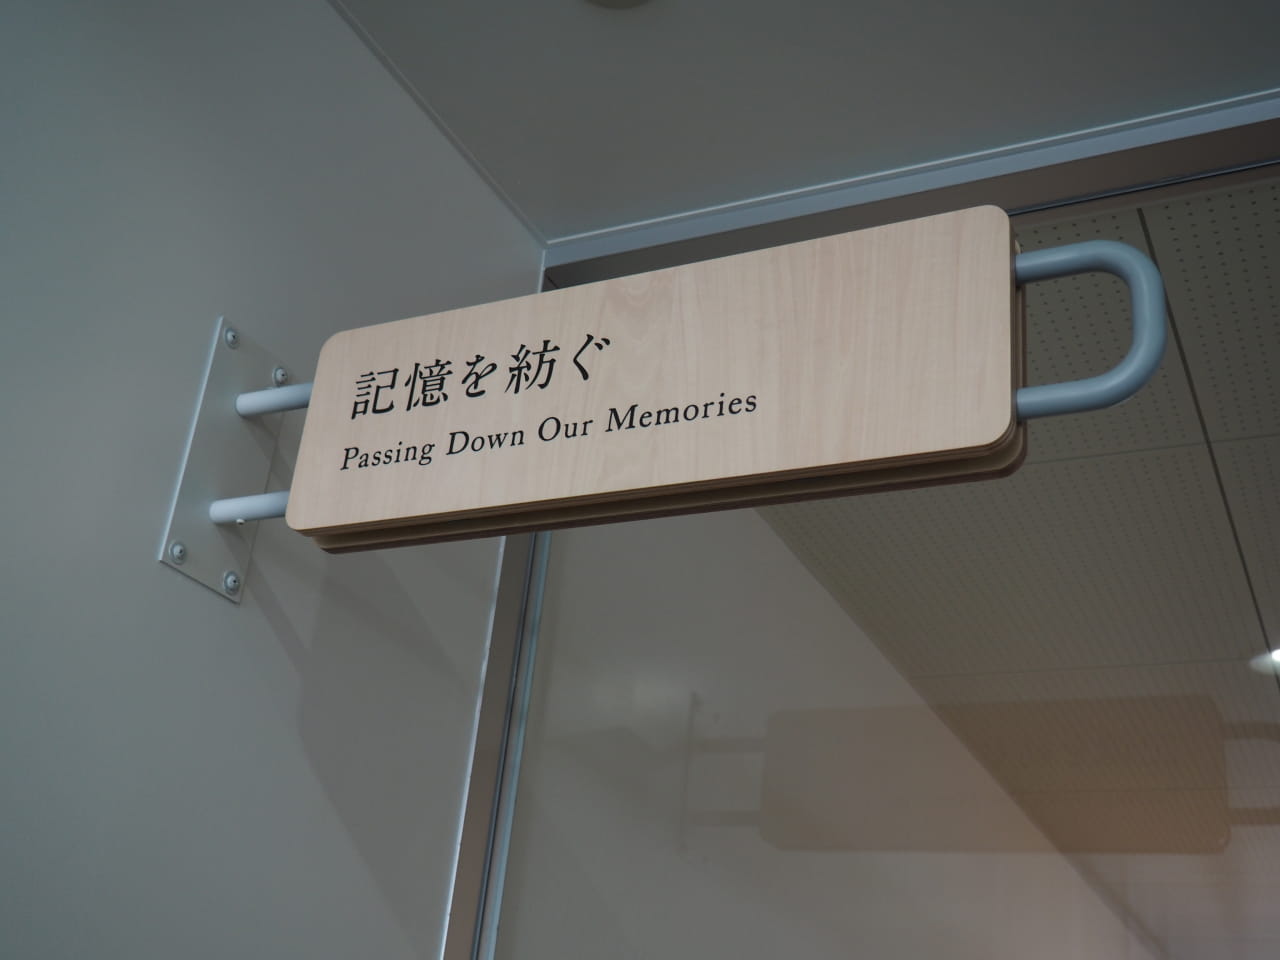 記憶を紡ぐ
Passing Down Our Memories